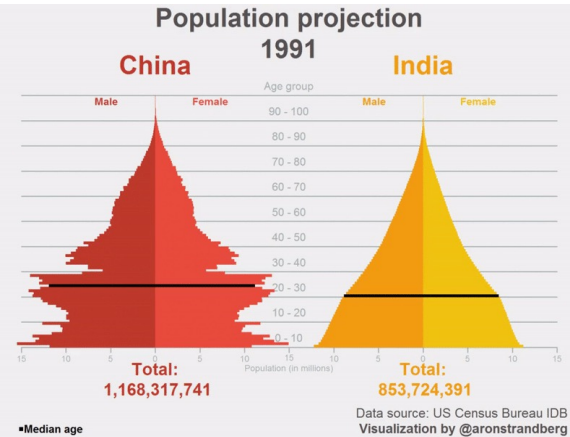 Population projection
1991
China
India
Age group
Male
Female
Male
Female
90 - 100
80 - 90
70 - 80
60 - 70
50 - 60
40 - 50
30 - 40
20 - 30
10 - 20
0 - 10
15 10 5 0 5 10 15 10 5 0 5 10 15
Population (in millions)
Total:
1,168,317,741
Total:
853,724,391
Data source: US Census Bureau IDB
▪Median age
Visualization by @aronstrandberg